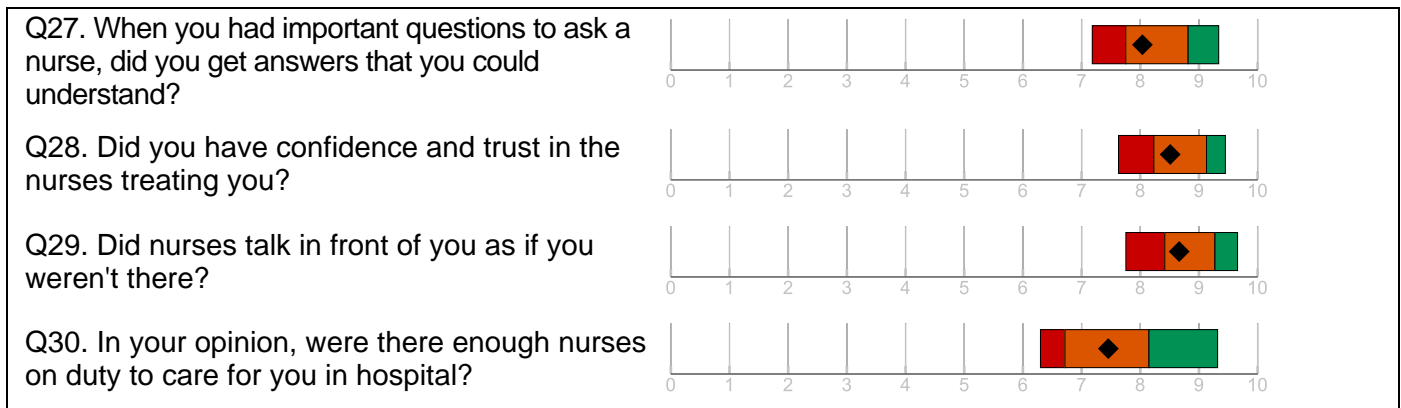 Q27. When you had important questions to ask a
nurse, did you get answers that you could
understand?
0 1 2 3 4 5 6 7 8 9 10
Q28. Did you have confidence and trust in the
nurses treating you?
0 1 2 3 4 5 6 7 8 9 10
Q29. Did nurses talk in front of you as if you
weren't there?
0 1 2 3 4 5 6 7 8 9 10
Q30. In your opinion, were there enough nurses
on duty to care for you in hospital?
0 1 2 3 4 5 6 7 8 9 10